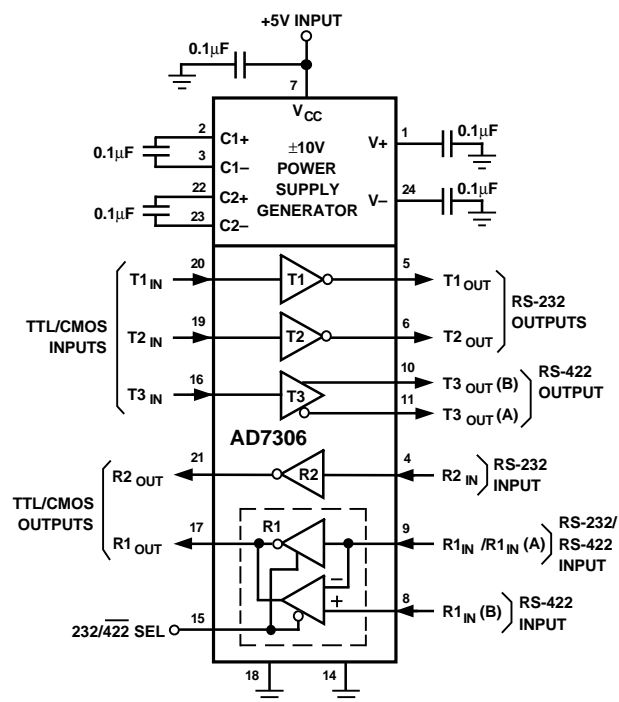 +5V INPUT
0.1μF
7
VCC
2
C1+
0.1μF
3
C1–
22
C2+
0.1μF
23
C2–
±10V
POWER
SUPPLY
GENERATOR
1
V+
0.1μF
24
V–
0.1μF
TTL/CMOS
INPUTS
T1IN
20
T1
5
T1OUT
T2IN
19
T2
6
T2OUT
RS-232
OUTPUTS
T3IN
16
T3
10
T3OUT(B)
11
T3OUT(A)
RS-422
OUTPUT
AD7306
TTL/CMOS
OUTPUTS
R2OUT
21
R2
4
R2IN
RS-232
INPUT
R1OUT
17
R1
9
R1IN/R1IN(A)
RS-232/
RS-422
INPUT
–
+
8
R1IN(B)
RS-422
INPUT
232/4̅2̅2̅ SEL
15
18
14